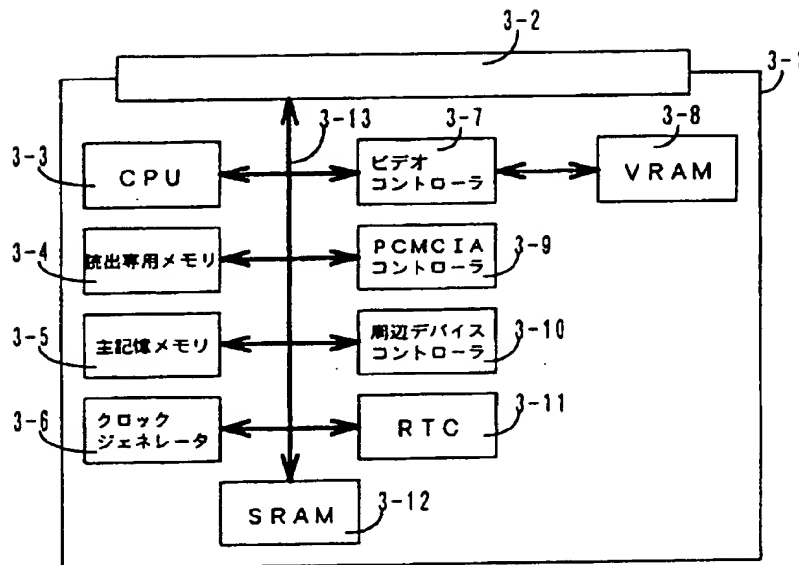 3-2
3-1
3-13
3-7
3-8
3-3
CPU
ビデオ
コントローラ
VRAM
3-4
読出専用メモリ
PCMCIA
コントローラ
3-9
3-5
主記憶メモリ
周辺デバイス
コントローラ
3-10
3-6
クロック
ジェネレータ
RTC
3-11
SRAM
3-12